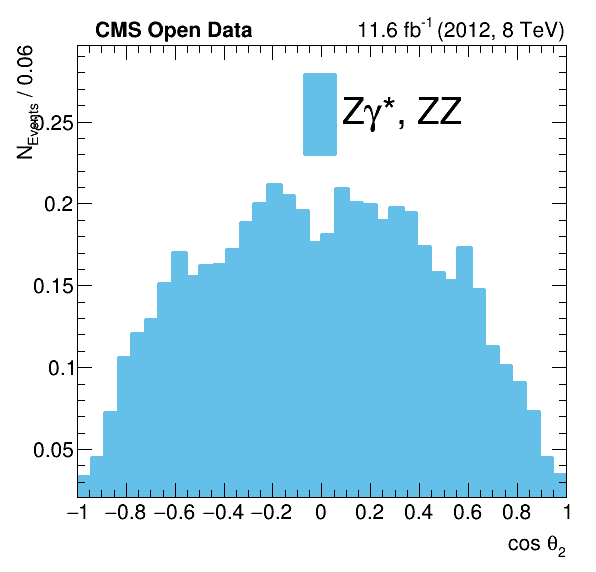 CMS Open Data 11.6 fb-1 (2012, 8 TeV)
NEvents / 0.06
Zγ*, ZZ
0.25
0.2
0.15
0.1
0.05
−1 −0.8 −0.6 −0.4 −0.2 0 0.2 0.4 0.6 0.8 1
cos θ2